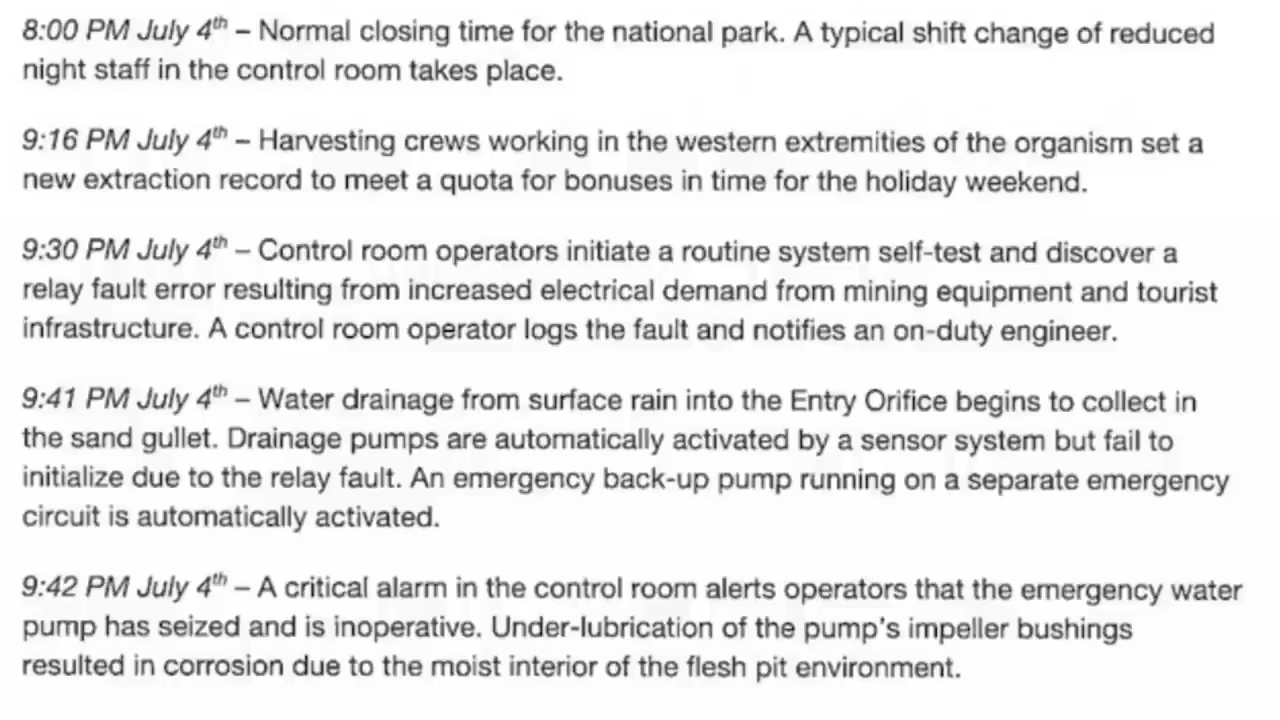 8:00 PM July 4th – Normal closing time for the national park. A typical shift change of reduced
night staff in the control room takes place.
9:16 PM July 4th – Harvesting crews working in the western extremities of the organism set a
new extraction record to meet a quota for bonuses in time for the holiday weekend.
9:30 PM July 4th – Control room operators initiate a routine system self-test and discover a
relay fault error resulting from increased electrical demand from mining equipment and tourist
infrastructure. A control room operator logs the fault and notifies an on-duty engineer.
9:41 PM July 4th – Water drainage from surface rain into the Entry Orifice begins to collect in
the sand gullet. Drainage pumps are automatically activated by a sensor system but fail to
initialize due to the relay fault. An emergency back-up pump running on a separate emergency
circuit is automatically activated.
9:42 PM July 4th – A critical alarm in the control room alerts operators that the emergency water
pump has seized and is inoperative. Under-lubrication of the pump's impeller bushings
resulted in corrosion due to the moist interior of the flesh pit environment.